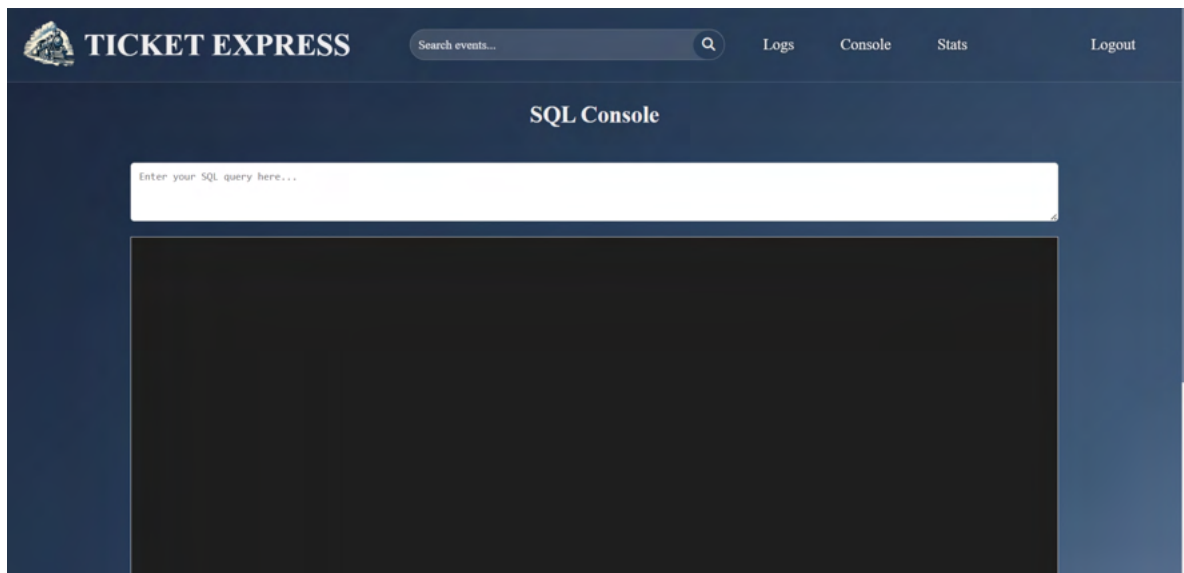 TICKET EXPRESS
Search events...
Logs
Console
Stats
Logout
SQL Console
Enter your SQL query here...